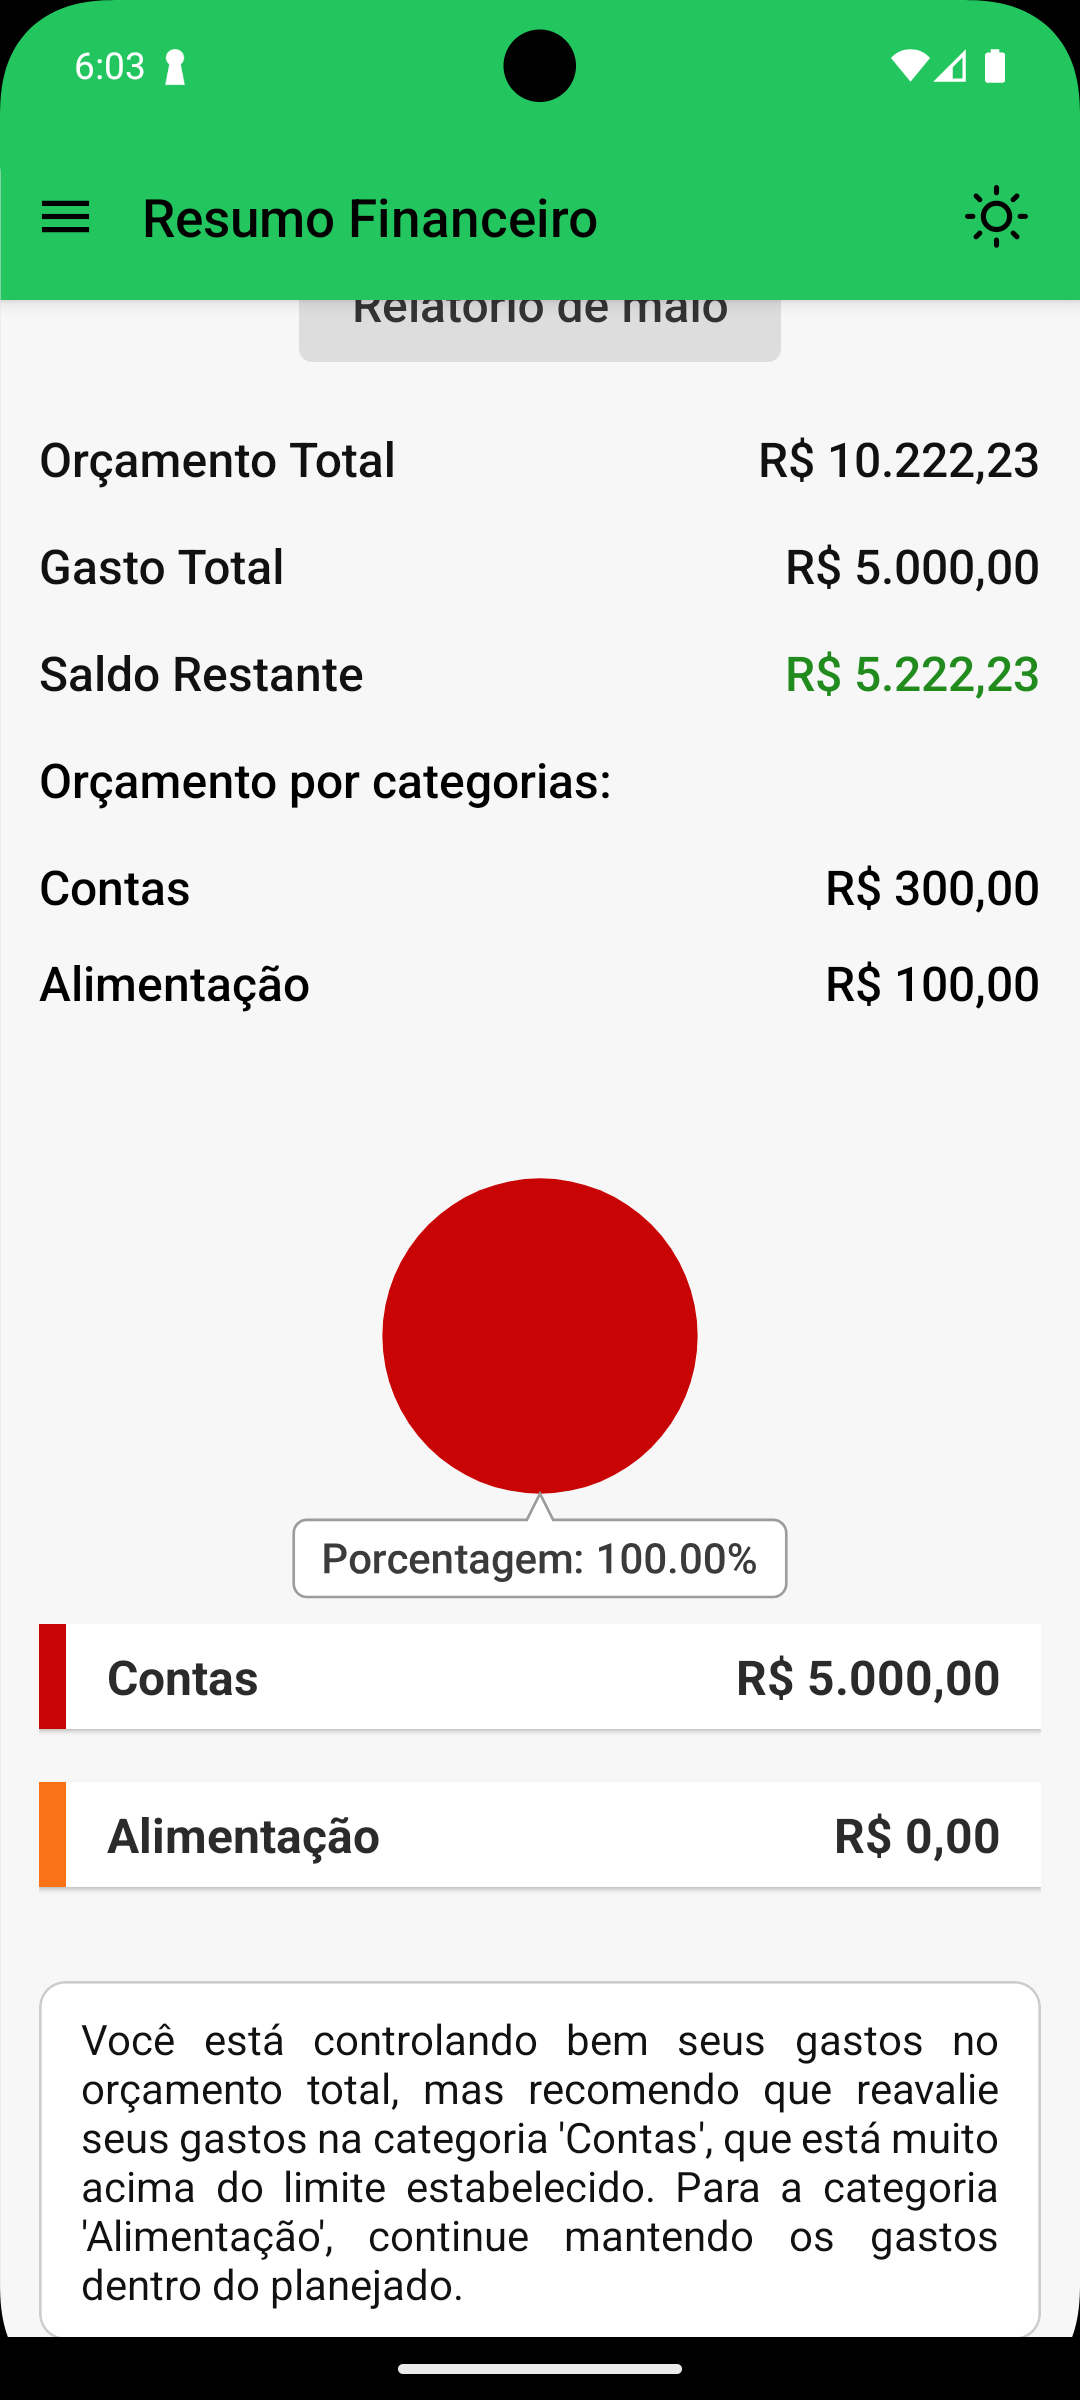 6:03
Resumo Financeiro
Relatório de maio
Orçamento Total R$ 10.222,23
Gasto Total R$ 5.000,00
Saldo Restante R$ 5.222,23
Orçamento por categorias:
Contas R$ 300,00
Alimentação R$ 100,00
Porcentagem: 100.00%
Contas R$ 5.000,00
Alimentação R$ 0,00
Você está controlando bem seus gastos no
orçamento total, mas recomendo que reavalie
seus gastos na categoria 'Contas', que está muito
acima do limite estabelecido. Para a categoria
'Alimentação', continue mantendo os gastos
dentro do planejado.